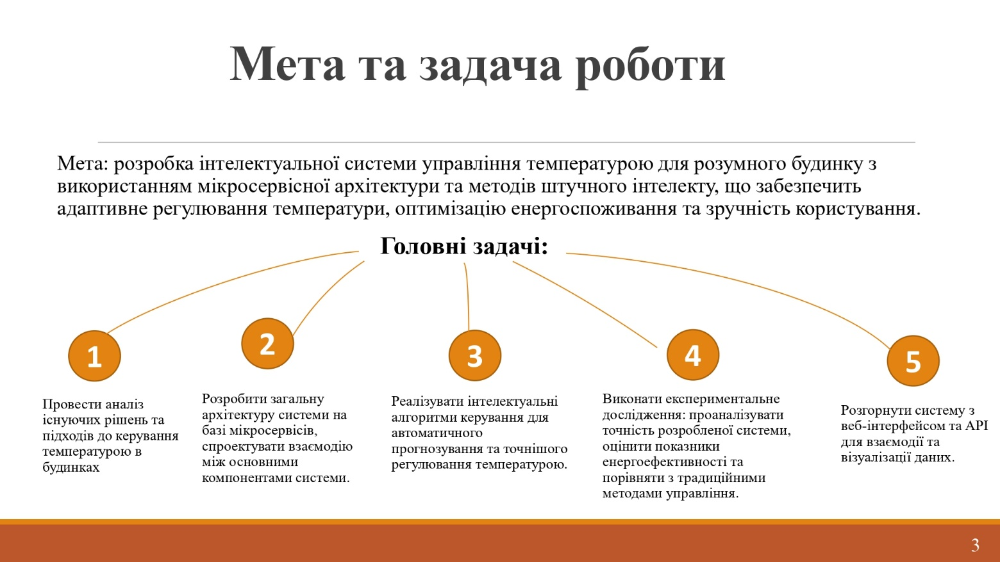 Мета та задача роботи
Мета: розробка інтелектуальної системи управління температурою для розумного будинку з
використанням мікросервісної архітектури та методів штучного інтелекту, що забезпечить
адаптивне регулювання температури, оптимізацію енергоспоживання та зручність користування.
Головні задачі:
1
Провести аналіз
існуючих рішень та
підходів до керування
температурою в
будинках
2
Розробити загальну
архітектуру системи на
базі мікросервісів,
спроектувати взаємодію
між основними
компонентами системи.
3
Реалізувати інтелектуальні
алгоритми керування для
автоматичного
прогнозування та точнішого
регулювання температурою.
4
Виконати експериментальне
дослідження: проаналізувати
точність розробленої системи,
оцінити показники
енергоефективності та
порівняти з традиційними
методами управління.
5
Розгорнути систему з
веб-інтерфейсом та API
для взаємодії та
візуалізації даних.
3